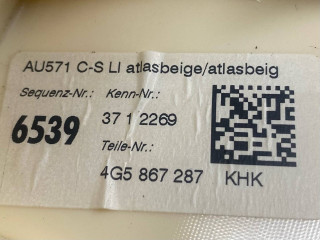 AU571 C-S LI atlasbeige/atlasbeig
Sequenz-Nr.: Kenn-Nr.:
6539 37 1 2269
Teile-Nr.:
4G5 867 287 KHK